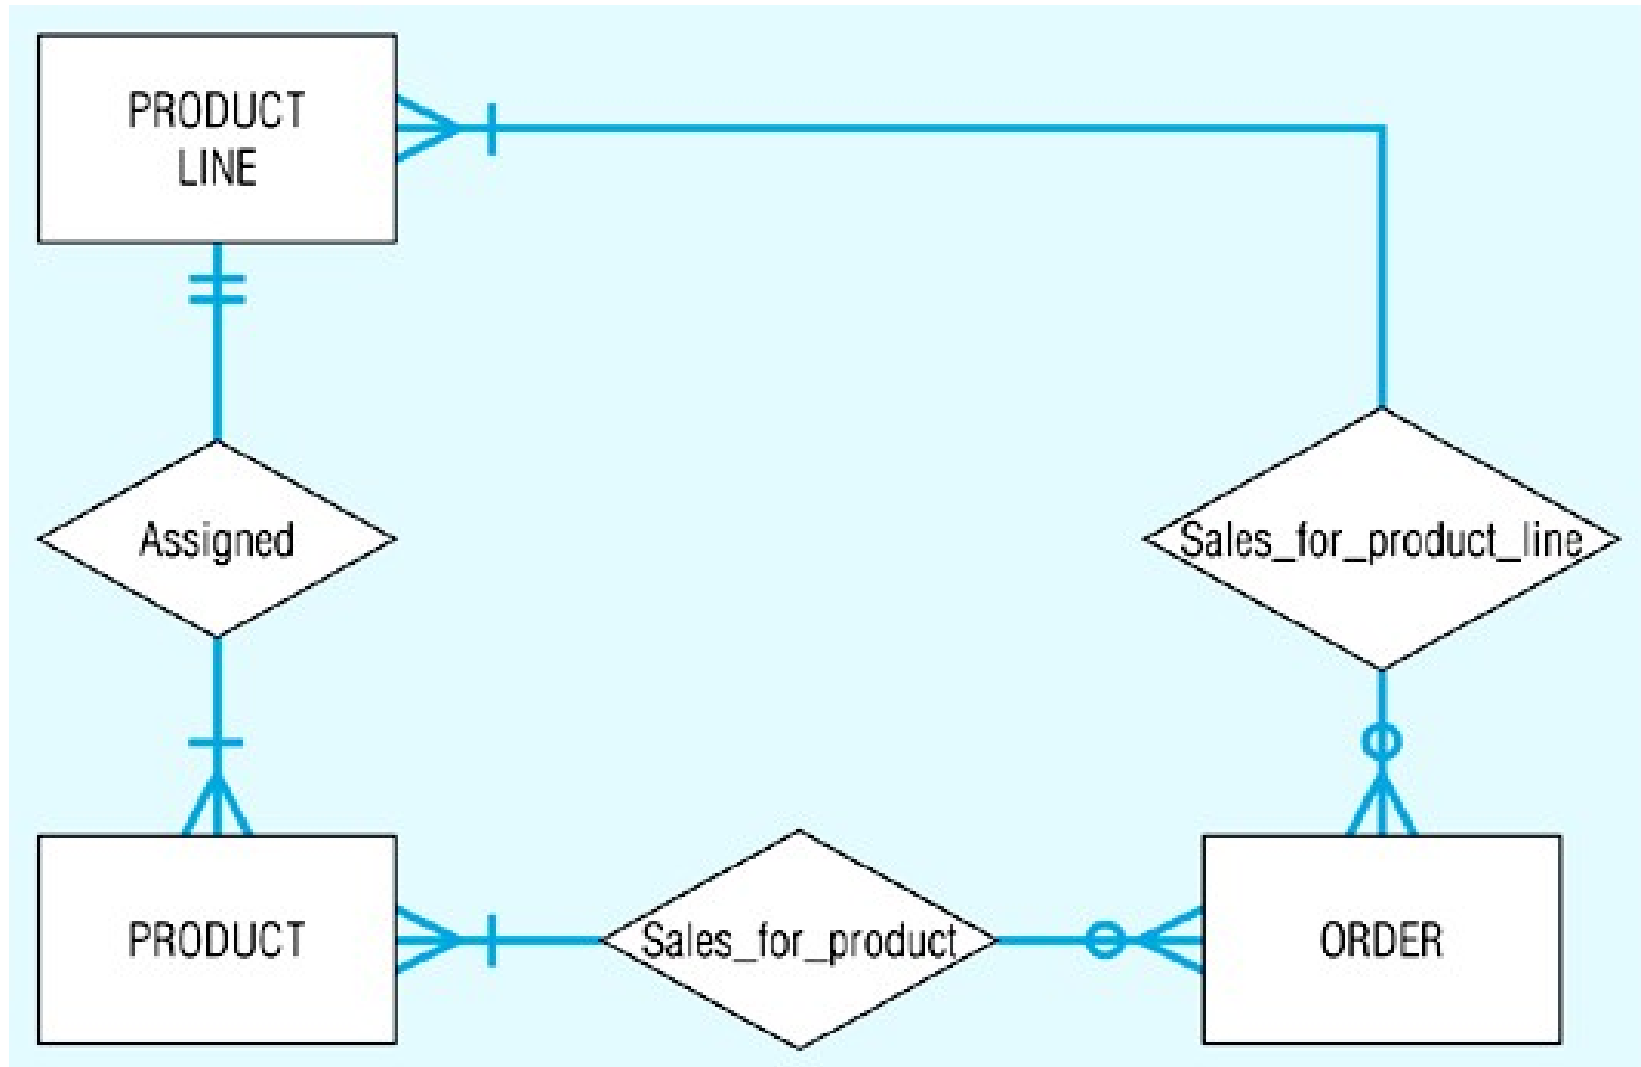 PRODUCT
LINE
Assigned
Sales_for_product_line
PRODUCT
Sales_for_product
ORDER